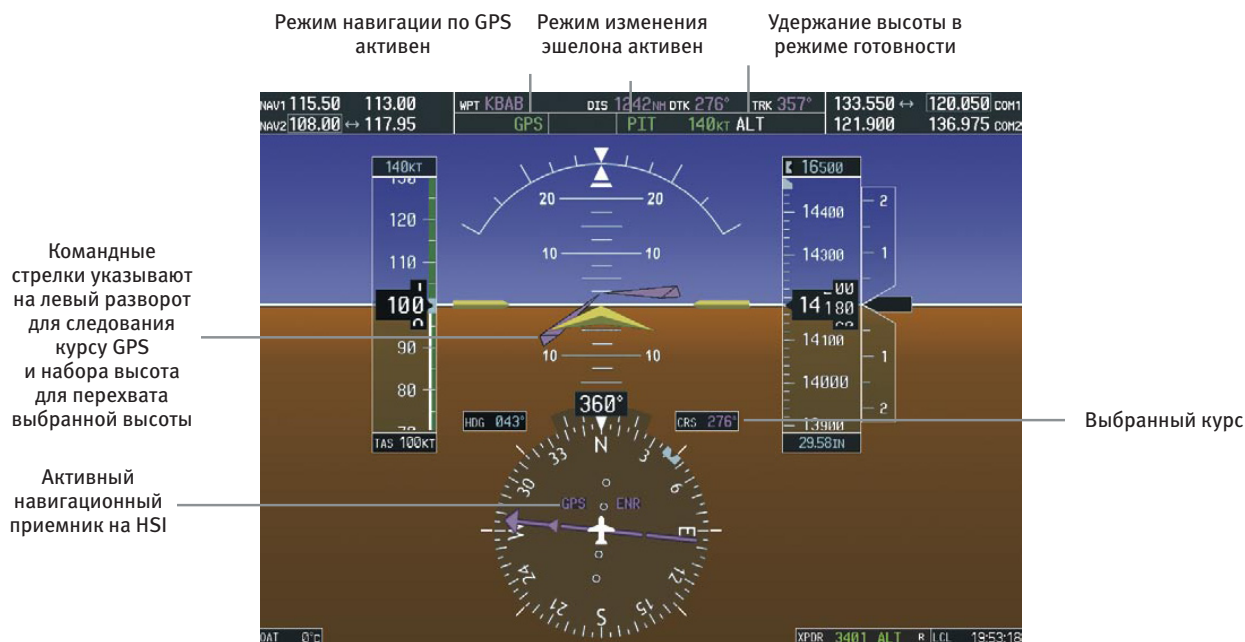 Режим навигации по GPS
активен
Режим изменения
эшелона активен
Удержание высоты в
режиме готовности
NAV1 115.50 113.00
NAV2 108.00 ↔ 117.95
WPT KBAB DIS 1242NM DTK 276° TRK 357°
GPS PIT 140KT ALT
133.550 ↔ 120.050 COM1
121.900 136.975 COM2
140KT
130
120
110
100
90
80
TAS 100KT
20 20
10 10
10 10
16500
14400
14300
14180
14100
14000
13900
29.58IN
2
1
1
2
360°
HDG 043°
CRS 276°
GPS ENR
N
3
6
E
12
15
S
21
24
W
30
33
OAT 0°C
XPDR 3401 ALT R LCL 19:53:18
Командные
стрелки указывают
на левый разворот
для следования
курсу GPS
и набора высота
для перехвата
выбранной высоты
Активный
навигационный
приемник на HSI
Выбранный курс